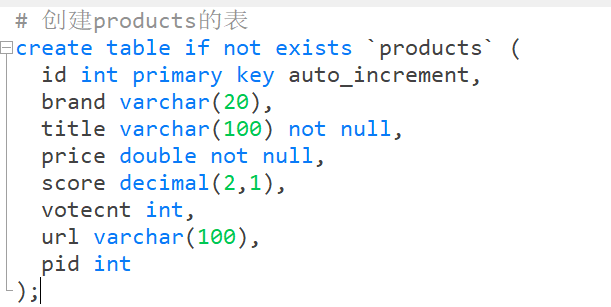 # 创建products的表
create table if not exists `products` (
id int primary key auto_increment,
brand varchar(20),
title varchar(100) not null,
price double not null,
score decimal(2,1),
votecnt int,
url varchar(100),
pid int
);